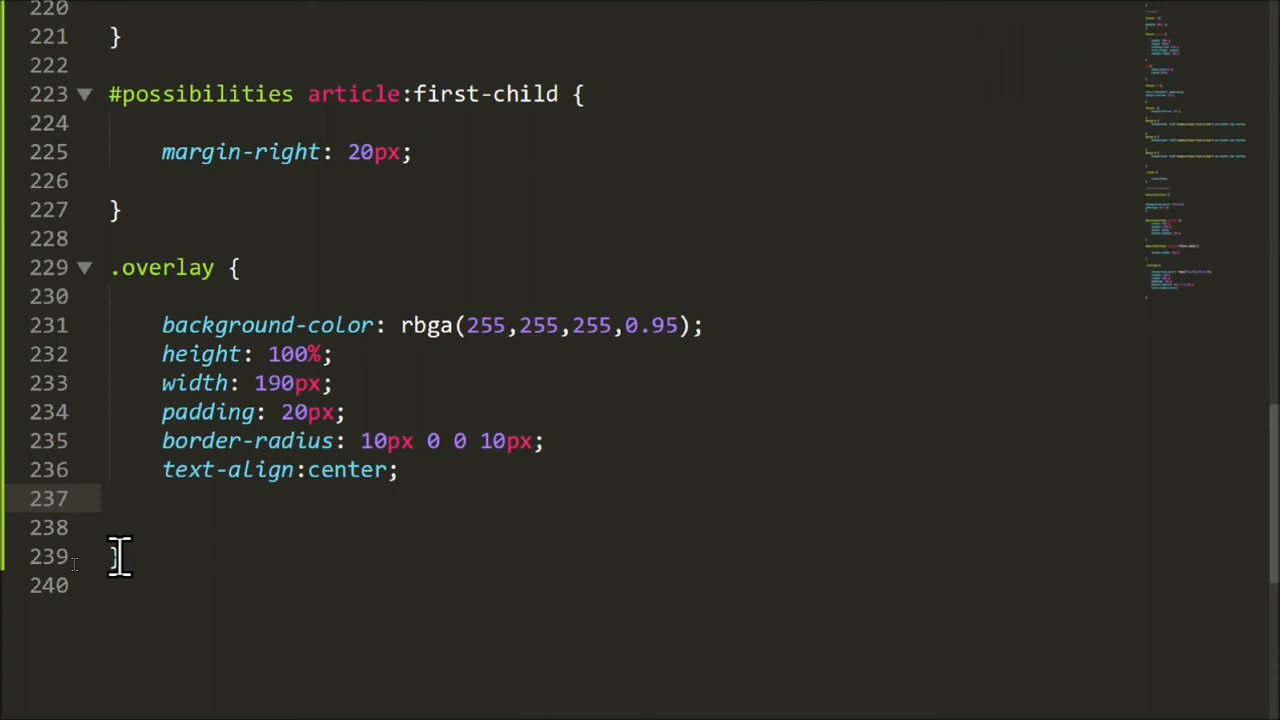 220
221 }
222
223 #possibilities article:first-child {
224
225 margin-right: 20px;
226
227 }
228
229 .overlay {
230
231 background-color: rbga(255,255,255,0.95);
232 height: 100%;
233 width: 190px;
234 padding: 20px;
235 border-radius: 10px 0 0 10px;
236 text-align:center;
237
238
239 }
240